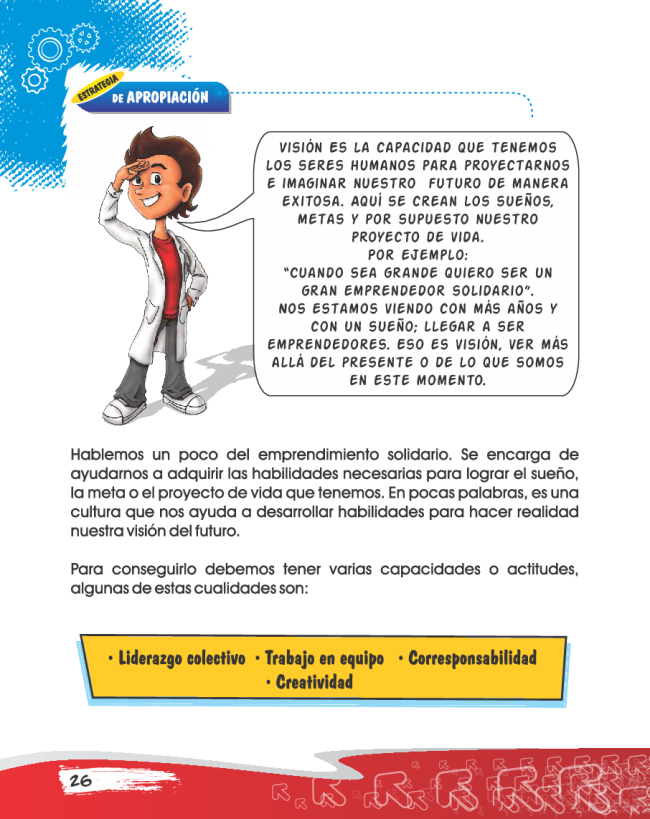 ESTRATEGIA
DE APROPIACIÓN
VISIÓN ES LA CAPACIDAD QUE TENEMOS
LOS SERES HUMANOS PARA PROYECTARNOS
E IMAGINAR NUESTRO FUTURO DE MANERA
EXITOSA. AQUÍ SE CREAN LOS SUEÑOS,
METAS Y POR SUPUESTO NUESTRO
PROYECTO DE VIDA.
POR EJEMPLO:
"CUANDO SEA GRANDE QUIERO SER UN
GRAN EMPRENDEDOR SOLIDARIO".
NOS ESTAMOS VIENDO CON MÁS AÑOS Y
CON UN SUEÑO; LLEGAR A SER
EMPRENDEDORES. ESO ES VISIÓN, VER MÁS
ALLÁ DEL PRESENTE O DE LO QUE SOMOS
EN ESTE MOMENTO.
Hablemos un poco del emprendimiento solidario. Se encarga de
ayudarnos a adquirir las habilidades necesarias para lograr el sueño,
la meta o el proyecto de vida que tenemos. En pocas palabras, es una
cultura que nos ayuda a desarrollar habilidades para hacer realidad
nuestra visión del futuro.
Para conseguirlo debemos tener varias capacidades o actitudes,
algunas de estas cualidades son:
• Liderazgo colectivo • Trabajo en equipo • Corresponsabilidad
• Creatividad
26